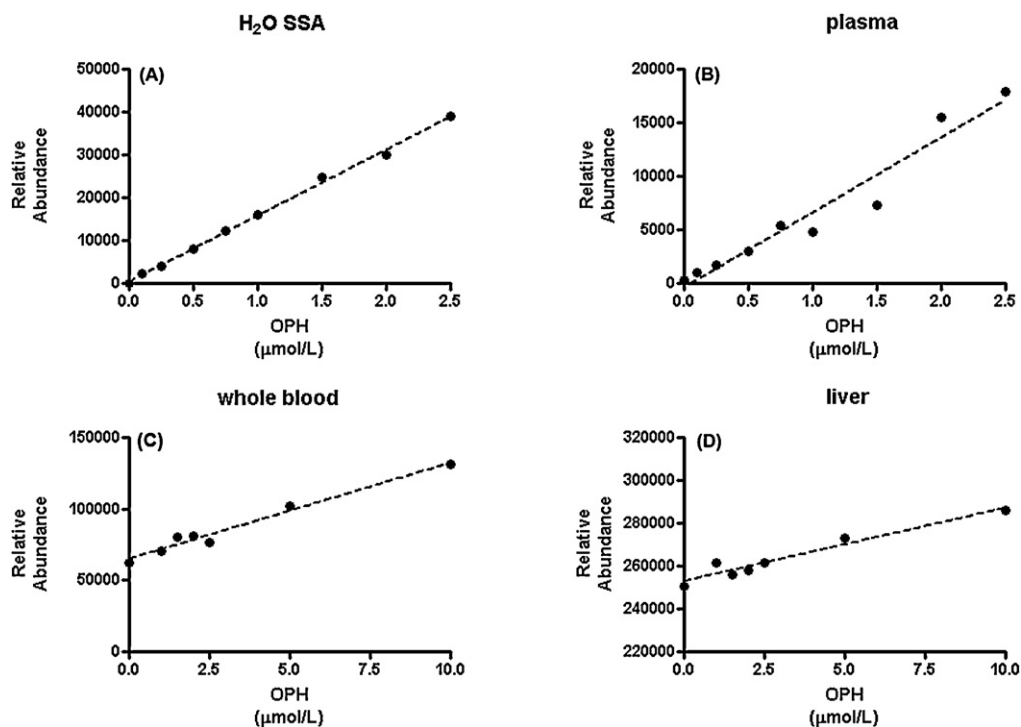 H₂O SSA
(A)
Relative
Abundance
50000
40000
30000
20000
10000
0
0.0 0.5 1.0 1.5 2.0 2.5
OPH
(μmol/L)
plasma
(B)
Relative
Abundance
20000
15000
10000
5000
0
0.0 0.5 1.0 1.5 2.0 2.5
OPH
(μmol/L)
whole blood
(C)
Relative
Abundance
150000
100000
50000
0
0.0 2.5 5.0 7.5 10.0
OPH
(μmol/L)
liver
(D)
Relative
Abundance
320000
300000
280000
260000
240000
220000
0.0 2.5 5.0 7.5 10.0
OPH
(μmol/L)